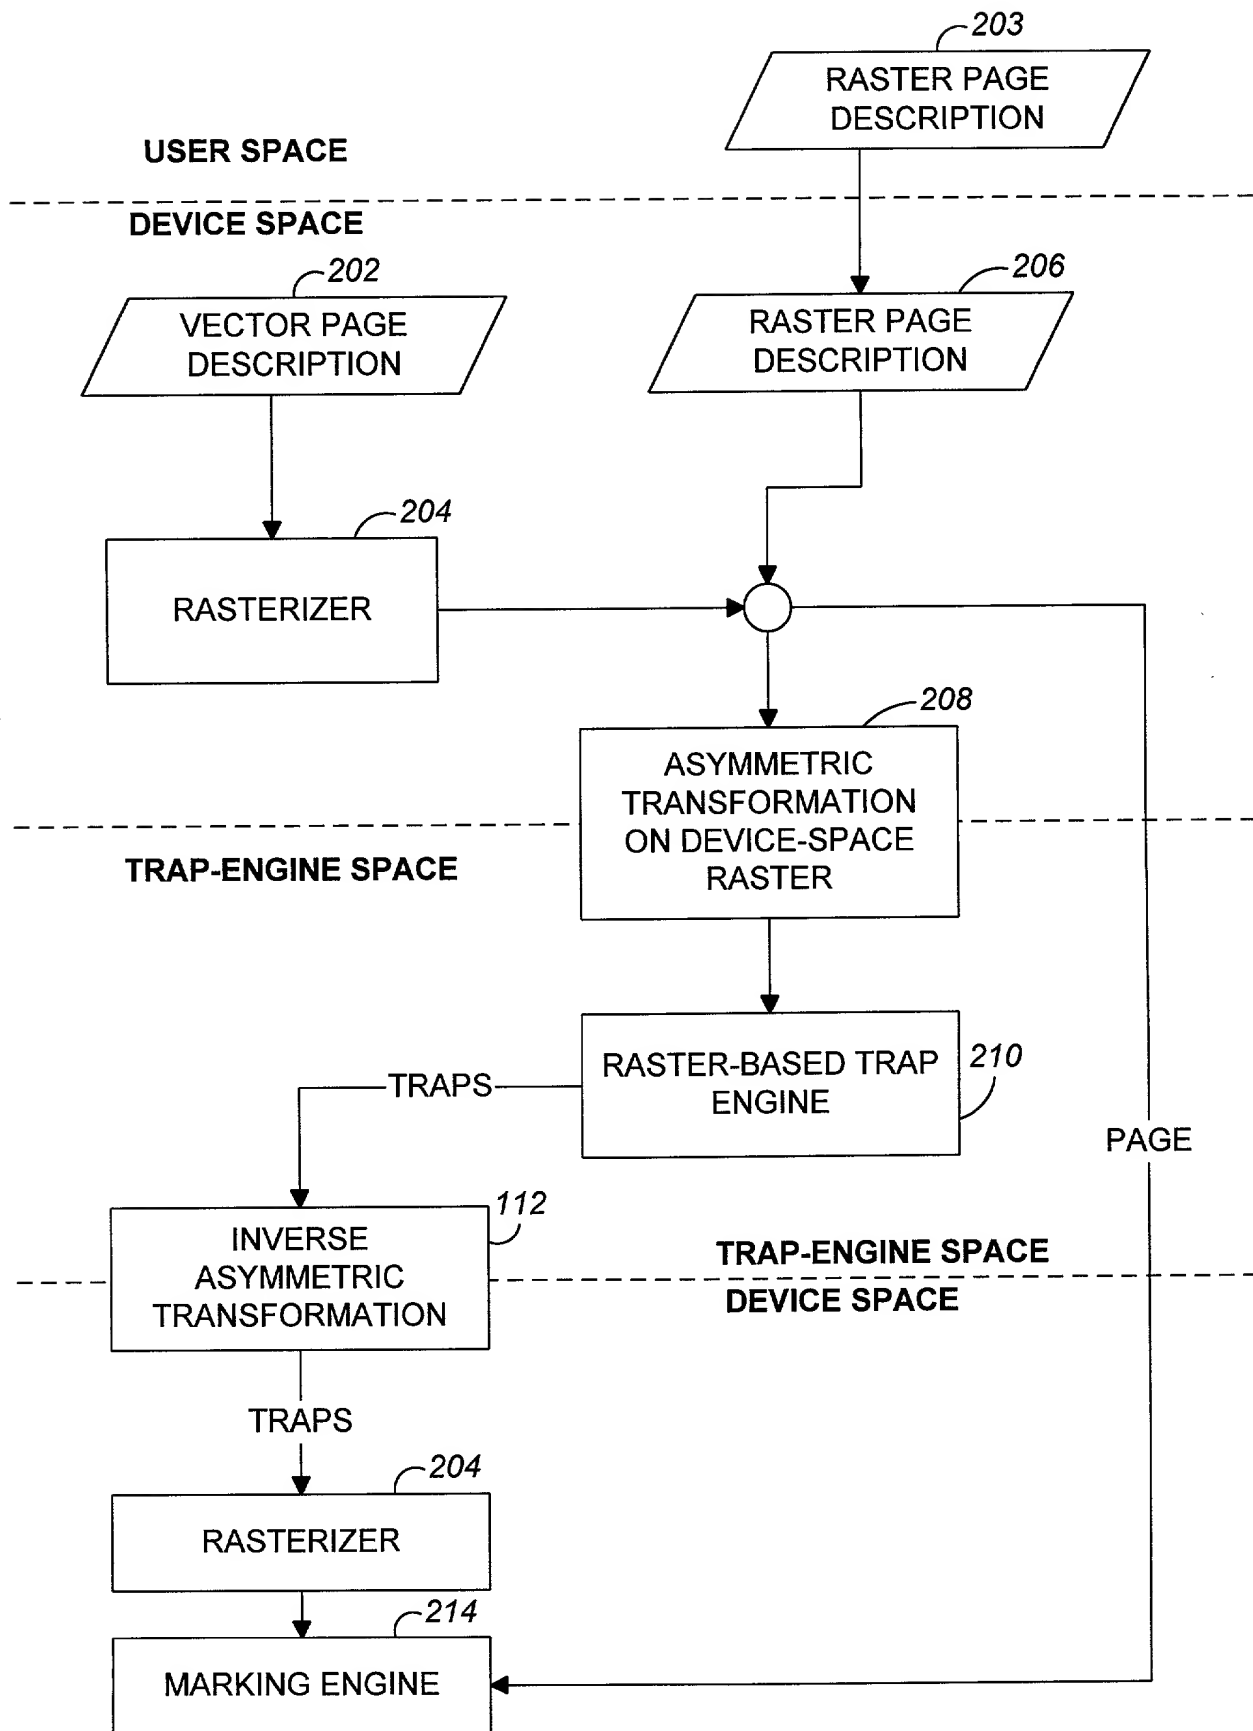 203
RASTER PAGE
DESCRIPTION
USER SPACE
DEVICE SPACE
202
VECTOR PAGE
DESCRIPTION
206
RASTER PAGE
DESCRIPTION
204
RASTERIZER
208
ASYMMETRIC
TRANSFORMATION
ON DEVICE-SPACE
RASTER
TRAP-ENGINE SPACE
210
RASTER-BASED TRAP
ENGINE
TRAPS
PAGE
112
INVERSE
ASYMMETRIC
TRANSFORMATION
TRAP-ENGINE SPACE
DEVICE SPACE
TRAPS
204
RASTERIZER
214
MARKING ENGINE